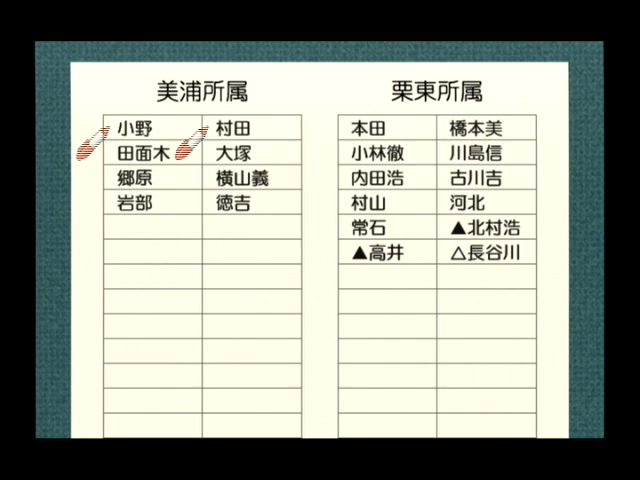 美浦所属
小野 村田
田面木 大塚
郷原 横山義
岩部 徳吉
栗東所属
本田 橋本美
小林徹 川島信
内田浩 古川吉
村山 河北
常石 ▲北村浩
▲高井 △長谷川